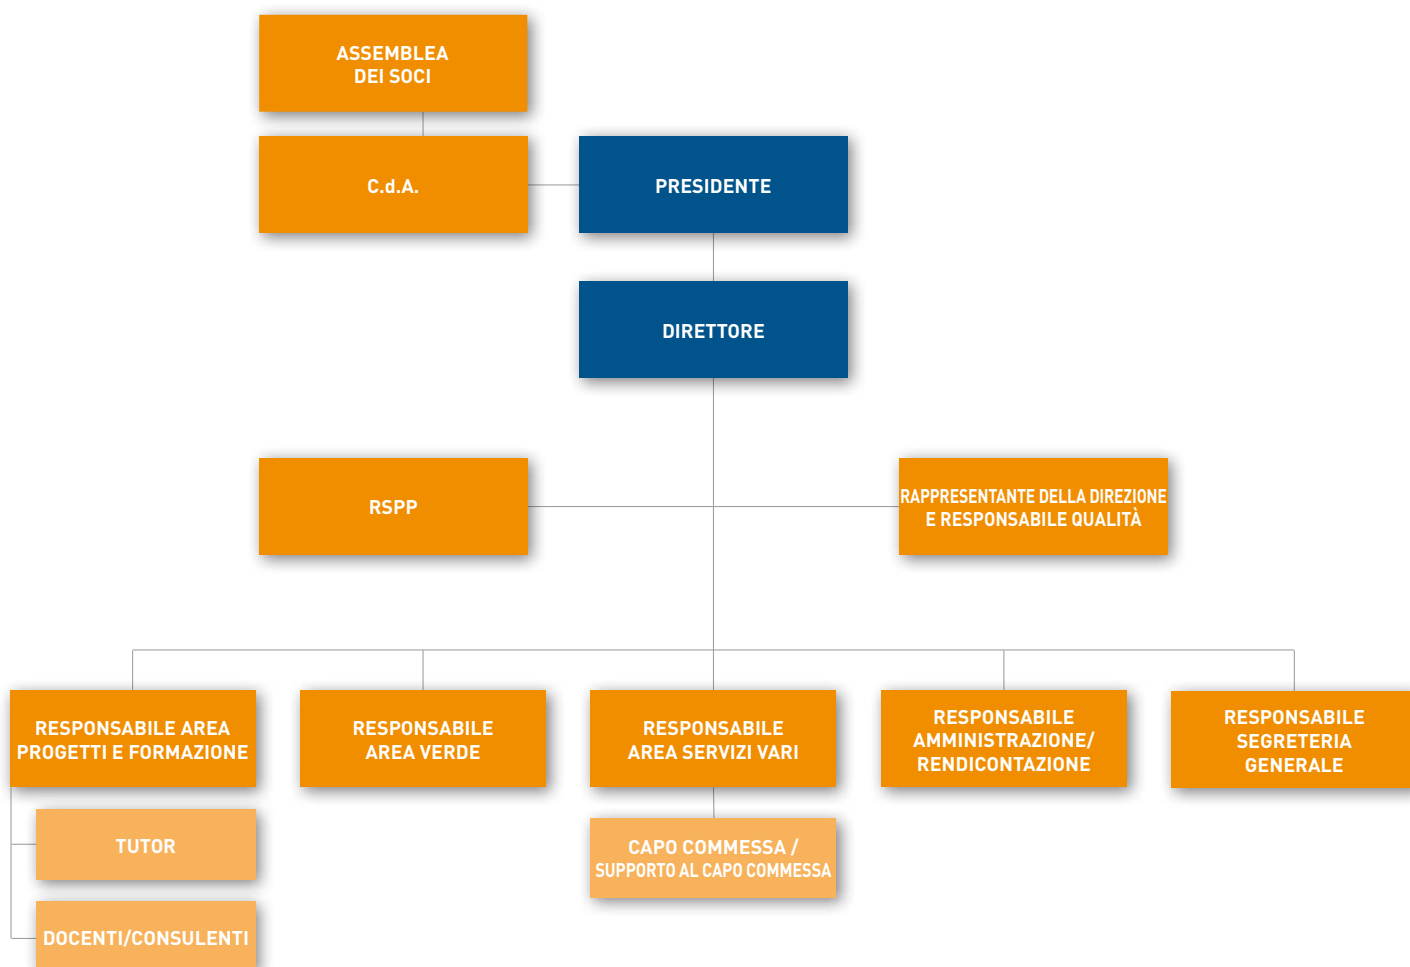 ASSEMBLEA
DEI SOCI
C.d.A.
PRESIDENTE
DIRETTORE
RSPP
RAPPRESENTANTE DELLA DIREZIONE
E RESPONSABILE QUALITÀ
RESPONSABILE AREA
PROGETTI E FORMAZIONE
RESPONSABILE
AREA VERDE
RESPONSABILE
AREA SERVIZI VARI
RESPONSABILE
AMMINISTRAZIONE/
RENDICONTAZIONE
RESPONSABILE
SEGRETERIA
GENERALE
TUTOR
CAPO COMMESSA /
SUPPORTO AL CAPO COMMESSA
DOCENTI/CONSULENTI